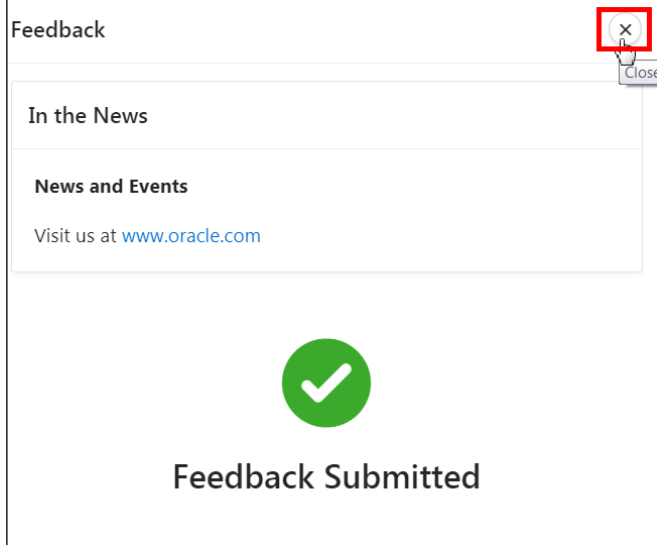 Feedback
Close
In the News
News and Events
Visit us at www.oracle.com
Feedback Submitted